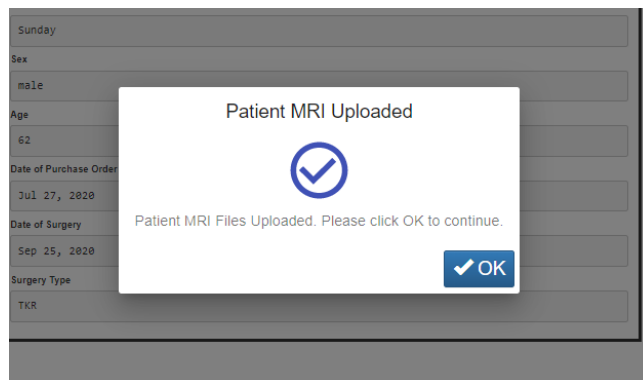 Sunday
Sex
male
Age
62
Date of Purchase Order
Jul 27, 2020
Date of Surgery
Sep 25, 2020
Surgery Type
TKR
Patient MRI Uploaded
Patient MRI Files Uploaded. Please click OK to continue.
OK